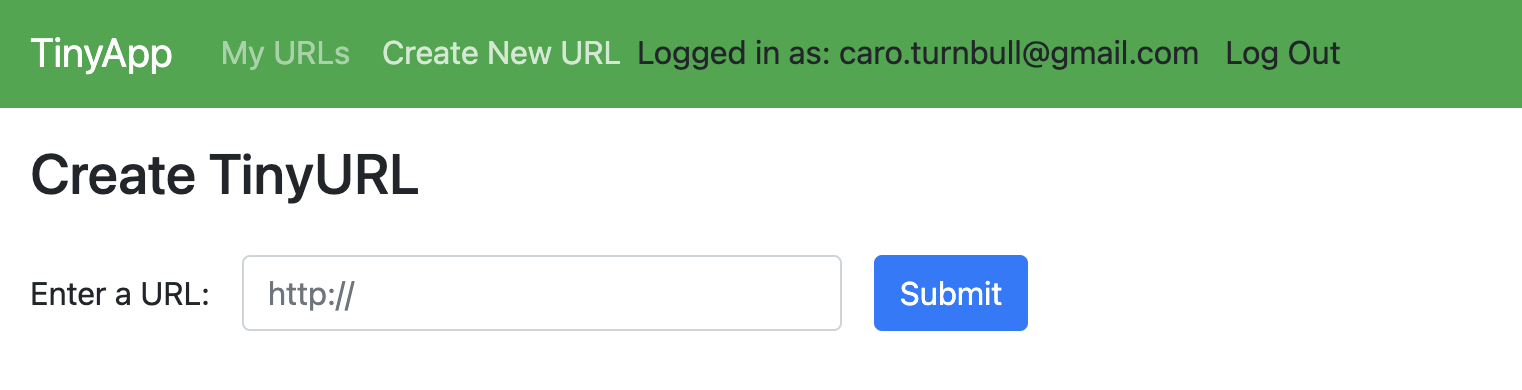 TinyApp My URLs Create New URL Logged in as: caro.turnbull@gmail.com Log Out
Create TinyURL
Enter a URL: http:// Submit